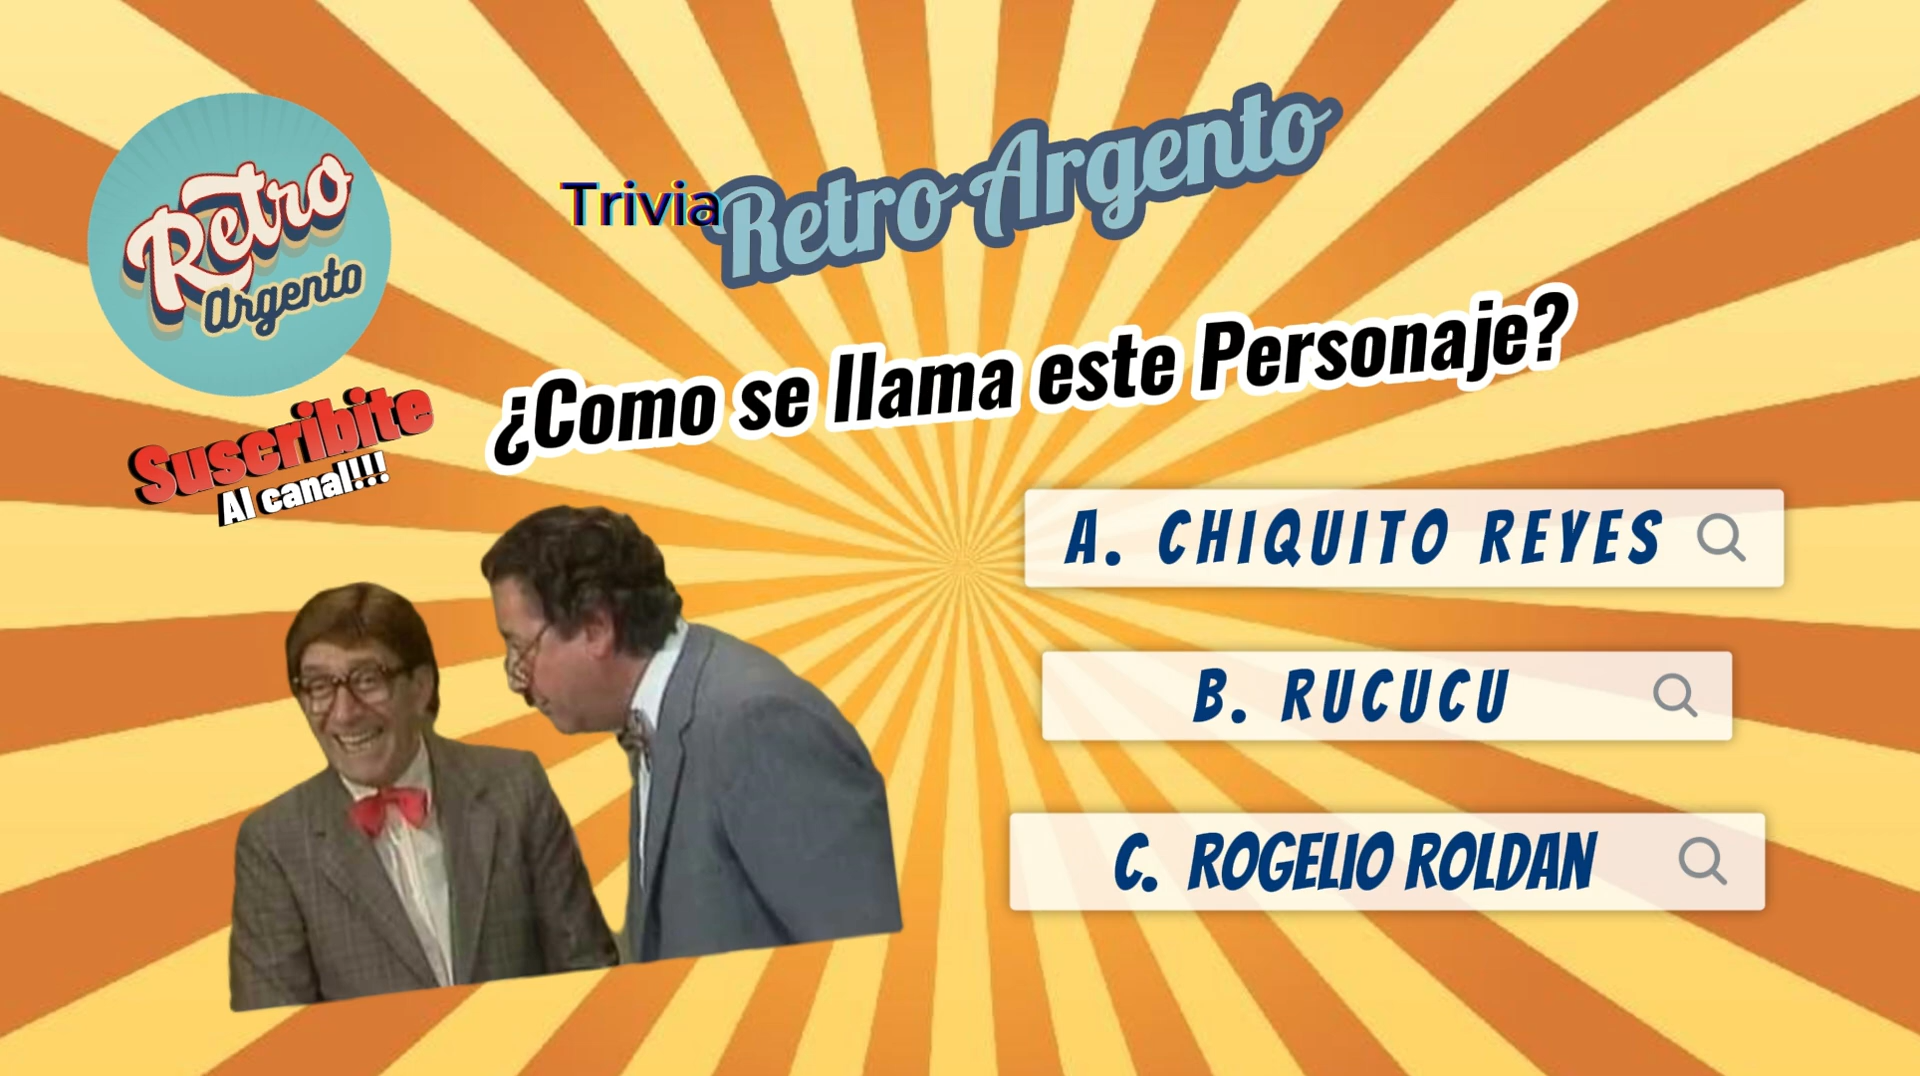 Retro
Argento
Suscribite
Al canal!!!
Trivia
Retro Argento
¿Como se llama este Personaje?
A. CHIQUITO REYES
B. RUCUCU
C. ROGELIO ROLDAN